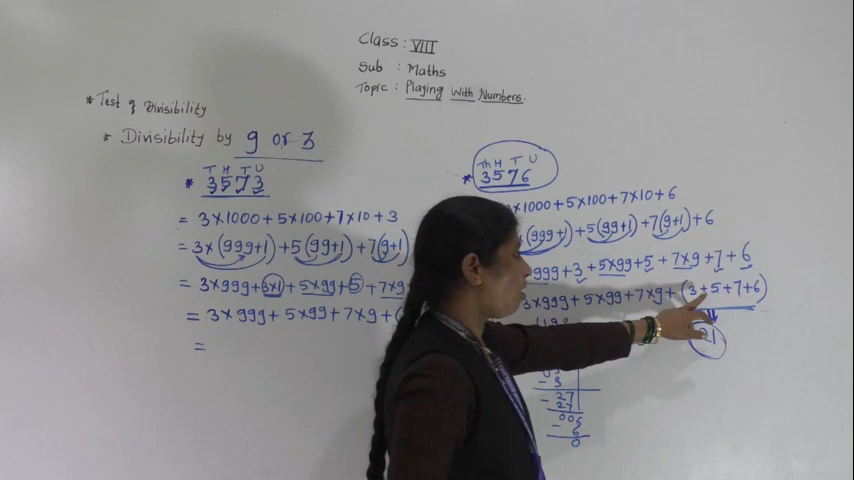 Class : VIII
Sub : Maths
Topic : Playing With Numbers.
* Test of Divisibility
* Divisibility by 9 or 3
T H T U
* 3573
= 3×1000+5×100+7×10+3
= 3×(999+1)+5(99+1)+7(9+1)
= 3×999+3×1+5×99+5+7×9
= 3×999+5×99+7×9+
=
Th H T U
* 3576
×1000+5×100+7×10+6
(999+1)+5(99+1)+7(9+1)+6
999+3+5×99+5+7×9+7+6
3×999+5×99+7×9+(3+5+7+6)
21
- 3
27
- 27
006
- 6
0